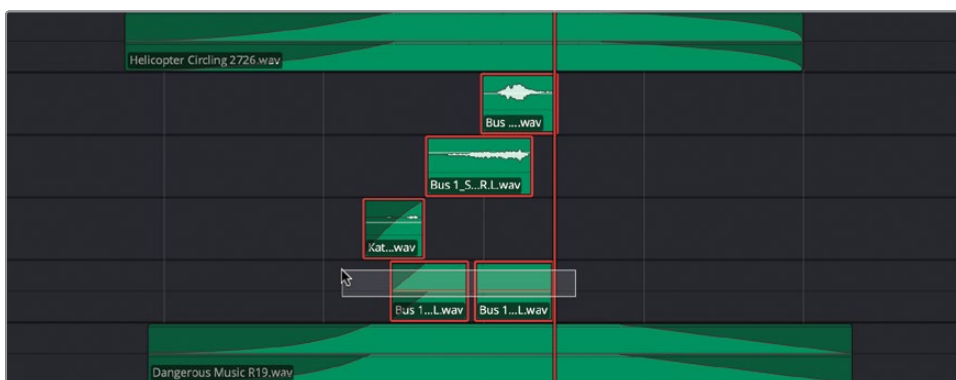 Helicopter Circling 2726.wav
Bus ....wav
Bus 1_S...R.L.wav
Kat...wav
Bus 1...L.wav Bus 1...L.wav
Dangerous Music R19.wav